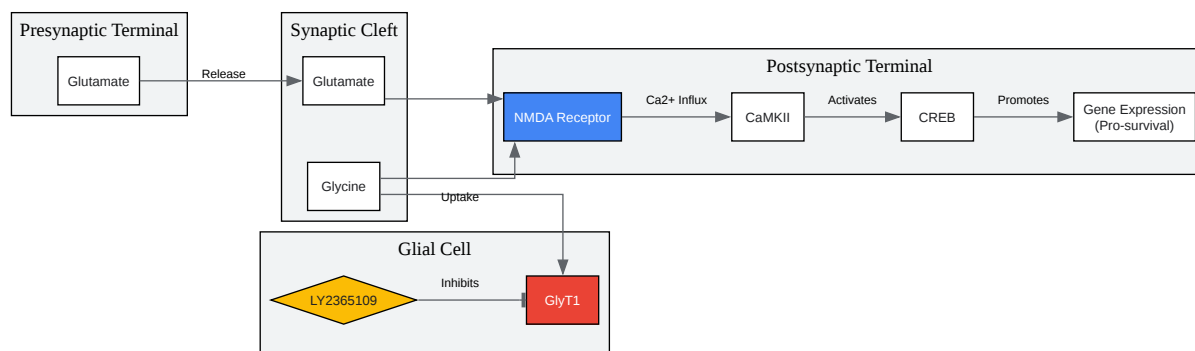 Presynaptic Terminal
Glutamate
Release
Synaptic Cleft
Glutamate
Glycine
Uptake
Postsynaptic Terminal
NMDA Receptor
Ca2+ Influx
CaMKII
Activates
CREB
Promotes
Gene Expression
(Pro-survival)
Glial Cell
LY2365109
Inhibits
GlyT1